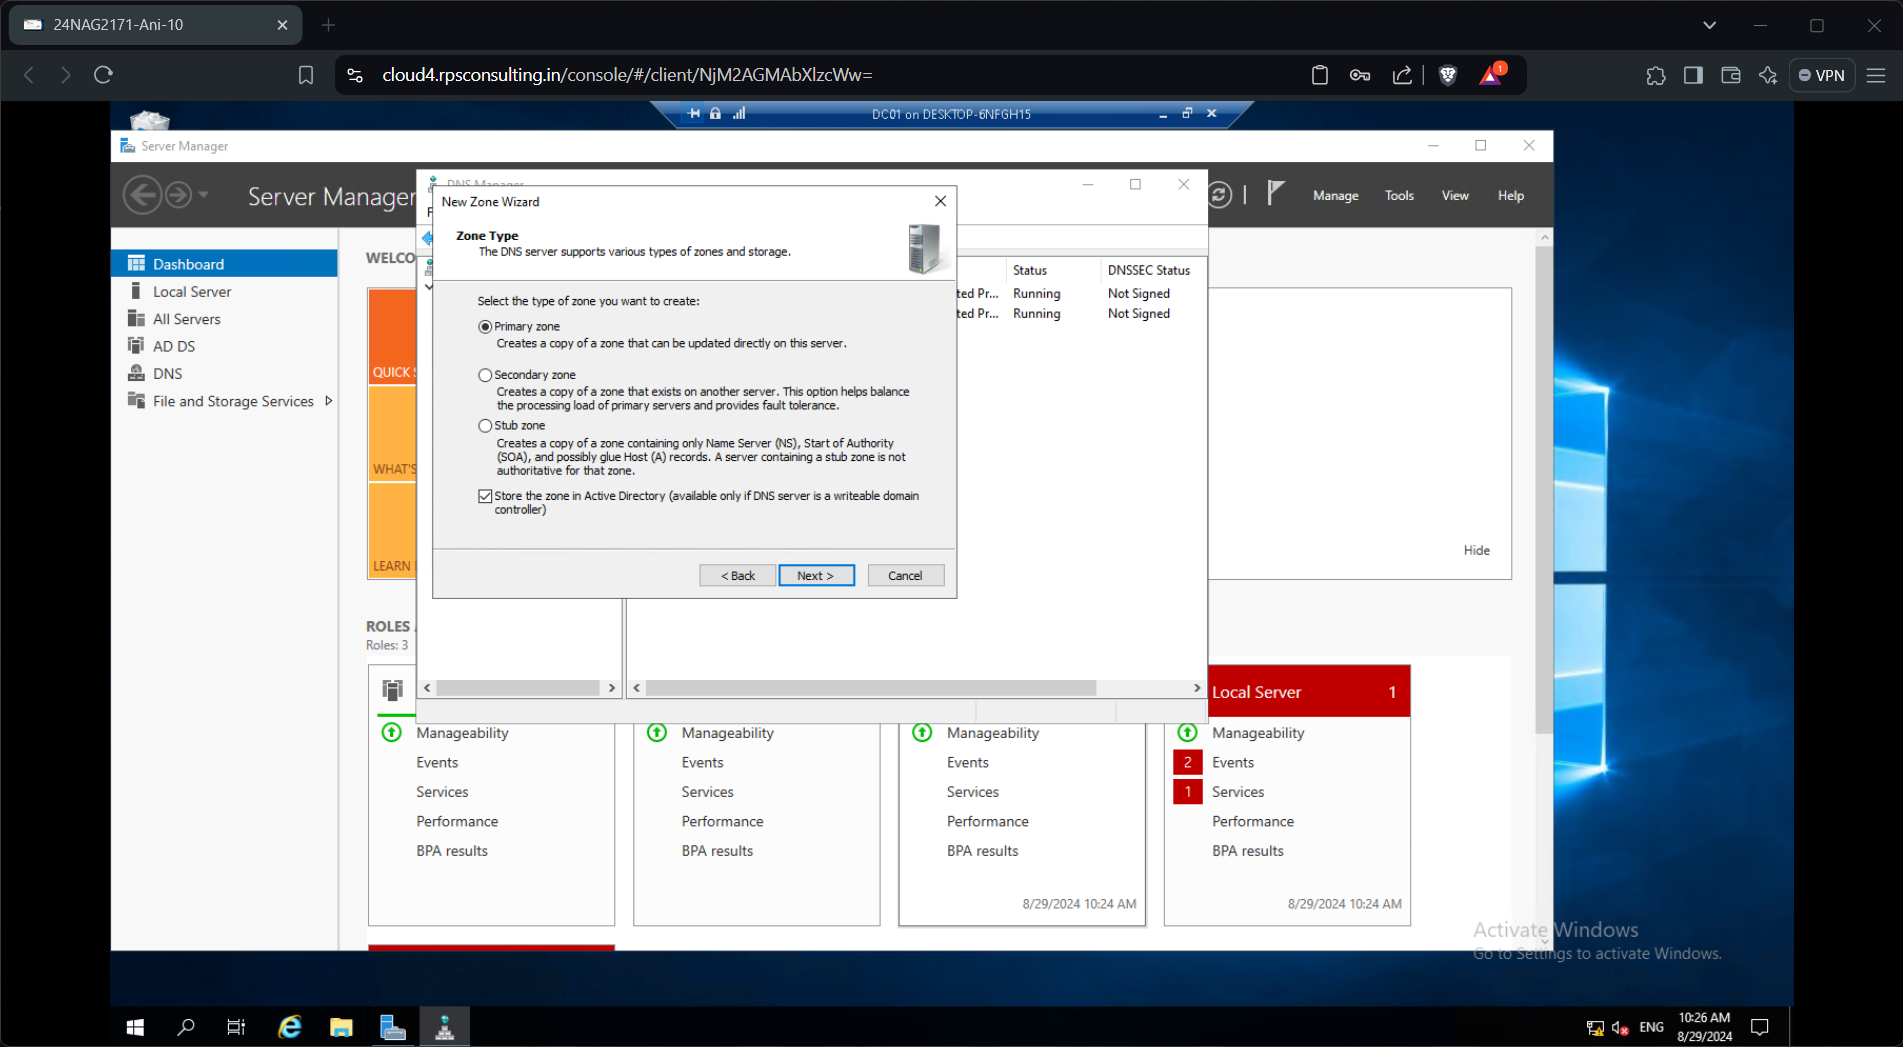 24NAG2171-Ani-10
cloud4.rpsconsulting.in/console/#/client/NjM2AGMAbXlzcWw=
1
VPN
DC01 on DESKTOP-6NFGH15
Server Manager
Server Manager
Manage
Tools
View
Help
DNS Manager
New Zone Wizard
Zone Type
The DNS server supports various types of zones and storage.
Select the type of zone you want to create:
Primary zone
Creates a copy of a zone that can be updated directly on this server.
Secondary zone
Creates a copy of a zone that exists on another server. This option helps balance
the processing load of primary servers and provides fault tolerance.
Stub zone
Creates a copy of a zone containing only Name Server (NS), Start of Authority
(SOA), and possibly glue Host (A) records. A server containing a stub zone is not
authoritative for that zone.
Store the zone in Active Directory (available only if DNS server is a writeable domain
controller)
< Back
Next >
Cancel
Status
DNSSEC Status
ted Pr...
Running
Not Signed
ted Pr...
Running
Not Signed
Dashboard
Local Server
All Servers
AD DS
DNS
File and Storage Services
WELCO
QUICK S
WHAT'S
LEARN
Hide
ROLES
Roles: 3
Manageability
Events
Services
Performance
BPA results
Manageability
Events
Services
Performance
BPA results
Manageability
Events
Services
Performance
BPA results
8/29/2024 10:24 AM
Local Server
1
Manageability
2
Events
1
Services
Performance
BPA results
8/29/2024 10:24 AM
Activate Windows
Go to Settings to activate Windows.
ENG
10:26 AM
8/29/2024